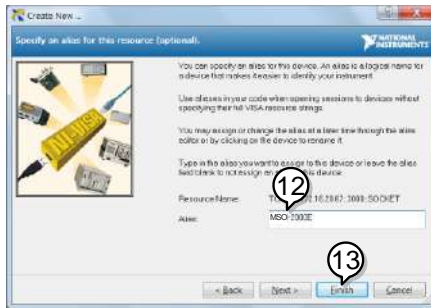 Create New ...
Specify an alias for this resource (optional).
NATIONAL
INSTRUMENTS
You can specify an alias for this device. An alias is a logical name for
a device that makes it easier to identify your instrument.
Use aliases in your code when opening sessions to devices without
specifying their full VISA resource strings.
You may assign or change the alias at a later time through the alias
editor or by clicking on the device to rename it.
Type in the alias you want to assign to this device or leave the alias
field blank to not assign an this device.
NI-VISA
12
Resource Name: :SOCKET
Alias: MSO-2000E
13
< Back Next > Finish Cancel